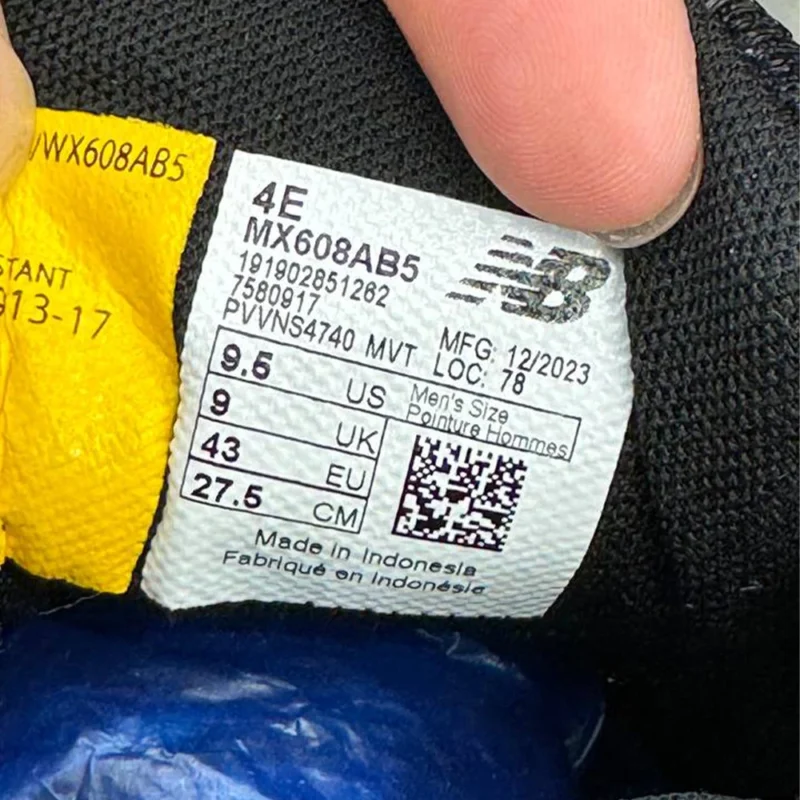 WX608AB5
STANT
913-17
4E
MX608AB5
191902851262
7580917
PVVNS4740 MVT
NB
MFG: 12/2023
LOC: 78
9.5 US
Men's Size
Pointure Hommes
9 UK
43 EU
27.5 CM
Made in Indonesia
Fabriqué en Indonésie